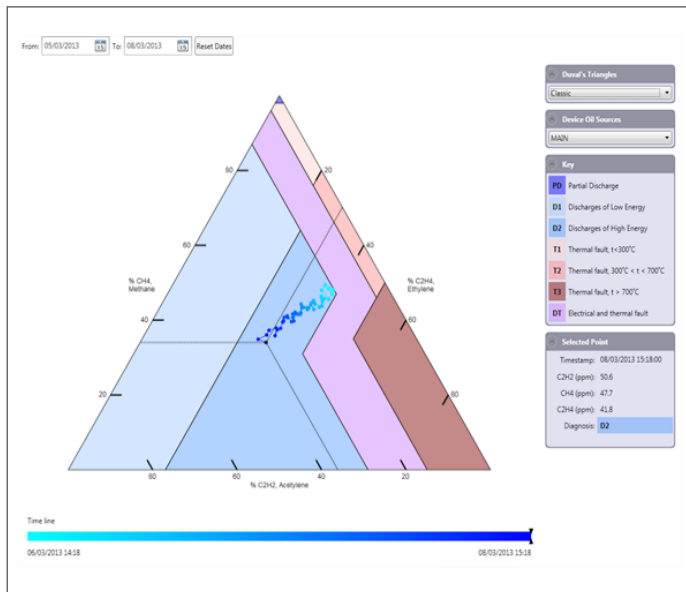 From: 05/03/2013 15 To: 08/03/2013 15 Reset Dates
Duval's Triangles
Classic
Device Oil Sources
MAIN
Key
PD Partial Discharge
D1 Discharges of Low Energy
D2 Discharges of High Energy
T1 Thermal fault, t<300°C
T2 Thermal fault, 300°C < t < 700°C
T3 Thermal fault, t > 700°C
DT Electrical and thermal fault
Selected Point
Timestamp: 08/03/2013 15:18:00
C2H2 (ppm): 50.6
CH4 (ppm): 47.7
C2H4 (ppm): 41.8
Diagnosis: D2
80
60
% CH4,
Methane
40
20
20
40
% C2H4,
Ethylene
60
80
80 60 40 20
% C2H2, Acetylene
Time line
06/03/2013 14:18 08/03/2013 15:18